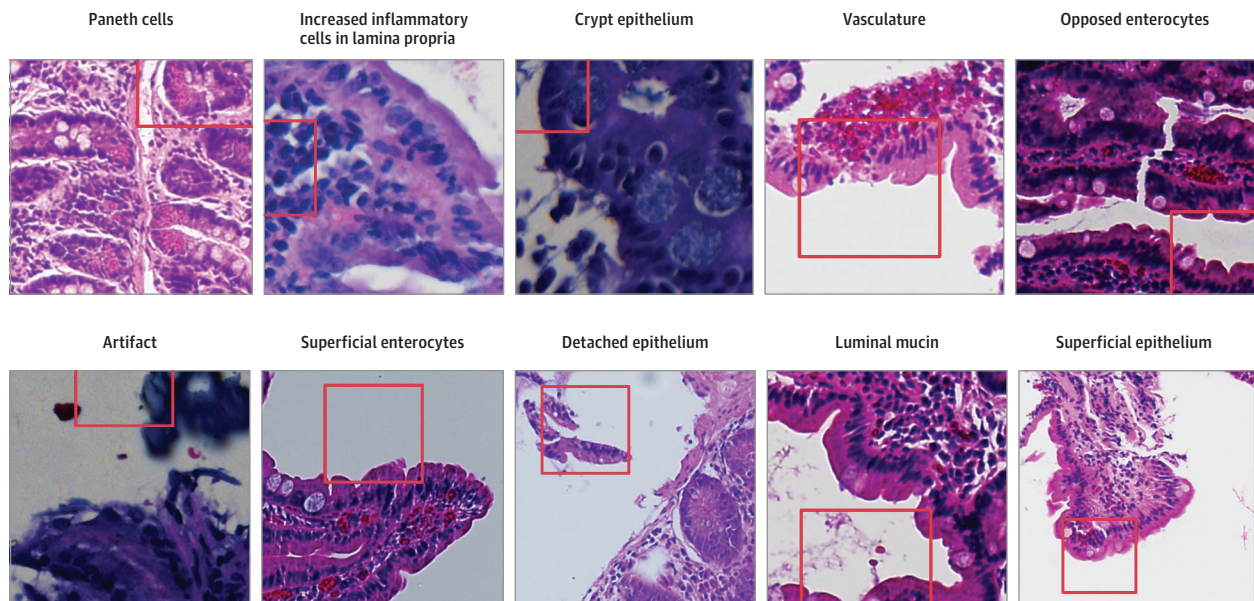 Paneth cells
Increased inflammatory
cells in lamina propria
Crypt epithelium
Vasculature
Opposed enterocytes
Artifact
Superficial enterocytes
Detached epithelium
Luminal mucin
Superficial epithelium